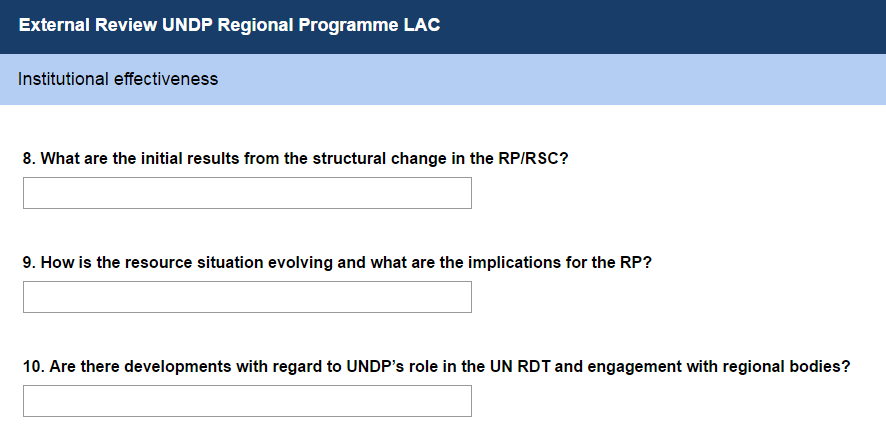 External Review UNDP Regional Programme LAC
Institutional effectiveness
8. What are the initial results from the structural change in the RP/RSC?
9. How is the resource situation evolving and what are the implications for the RP?
10. Are there developments with regard to UNDP’s role in the UN RDT and engagement with regional bodies?